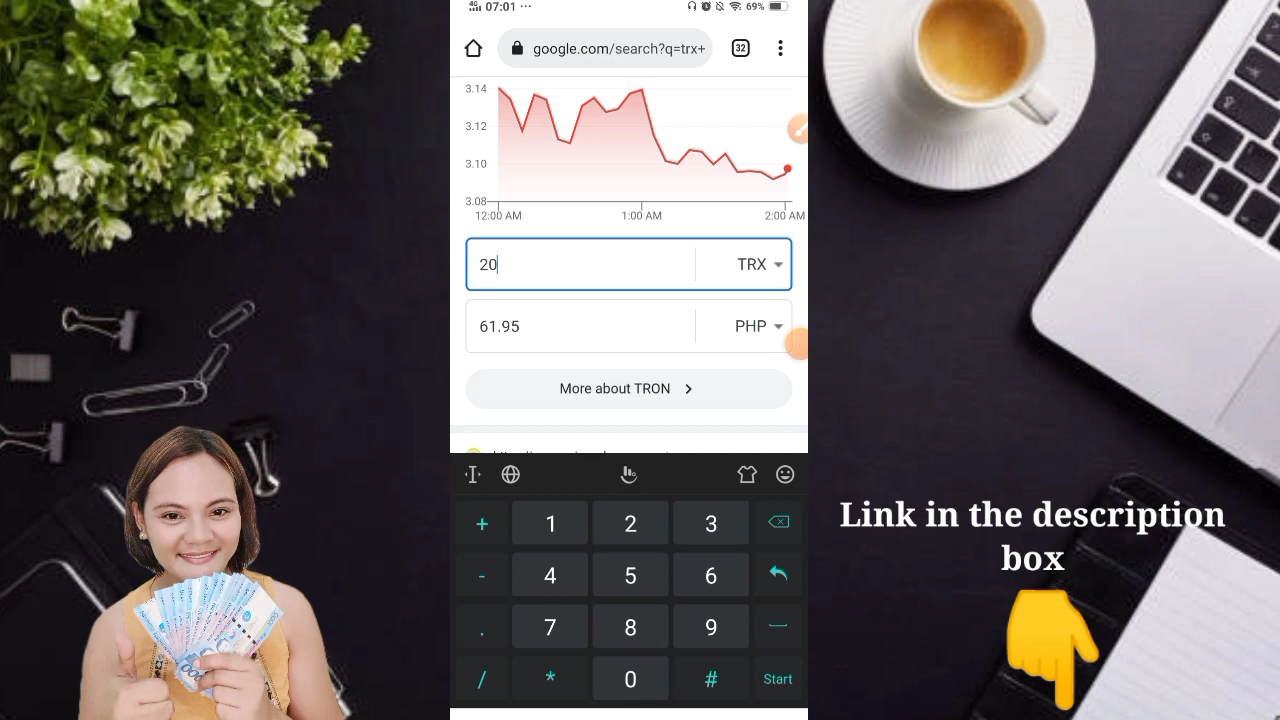 4G 07:01 ··· 69%
google.com/search?q=trx+
32
3.14
3.12
3.10
3.08
12:00 AM 1:00 AM 2:00 AM
20 TRX
61.95 PHP
More about TRON
+ 1 2 3
- 4 5 6
. 7 8 9
/ * 0 # Start
Link in the description
box